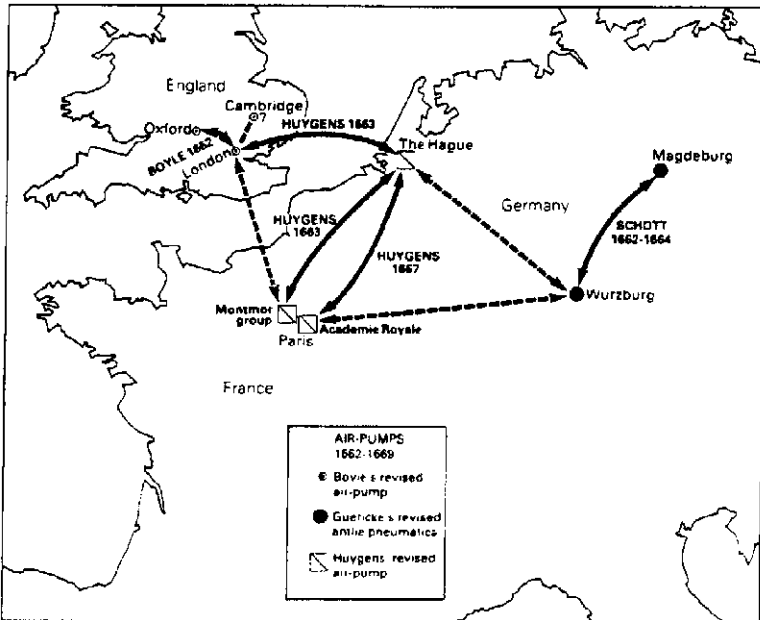 England
Cambridge
?
Oxford
HUYGENS 1663
BOYLE 1662
London
The Hague
Magdeburg
Germany
HUYGENS
1663
SCHOTT
1662-1664
HUYGENS
1667
Wurzburg
Montmor
group
Academie Royale
Paris
France
AIR-PUMPS
1662-1669
Boyle s revised
air-pump
Guericke s revised
antlie pneumatica
Huygens revised
air-pump